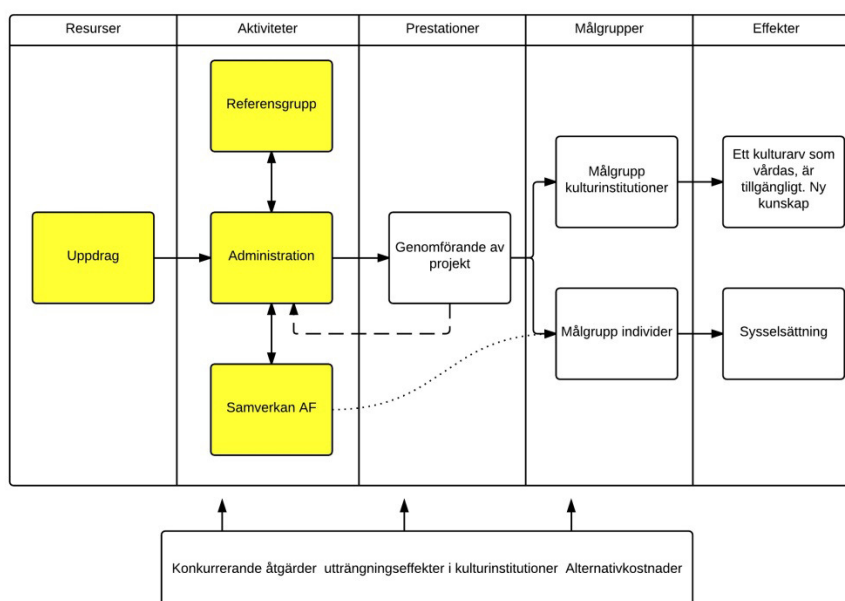 Resurser
Aktiviteter
Prestationer
Målgrupper
Effekter
Referensgrupp
Uppdrag
Administration
Samverkan AF
Genomförande av
projekt
Målgrupp
kulturinstitutioner
Målgrupp individer
Ett kulturarv som
vårdas, är
tillgängligt. Ny
kunskap
Sysselsättning
Konkurrerande åtgärder utträngningseffekter i kulturinstitutioner Alternativkostnader